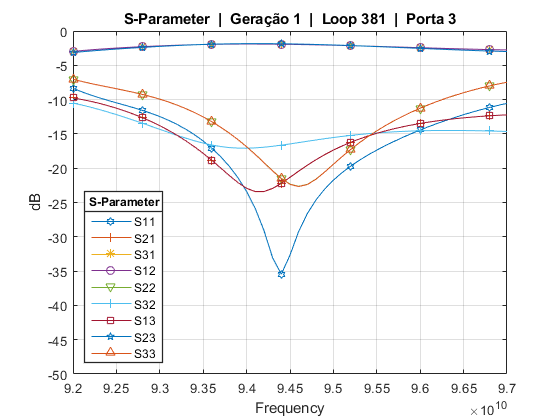 S-Parameter | Geração 1 | Loop 381 | Porta 3
0
-5
-10
-15
-20
-25
-30
-35
-40
-45
-50
dB
S-Parameter
S11
S21
S31
S12
S22
S32
S13
S23
S33
9.2 9.25 9.3 9.35 9.4 9.45 9.5 9.55 9.6 9.65 9.7
Frequency
×10^10